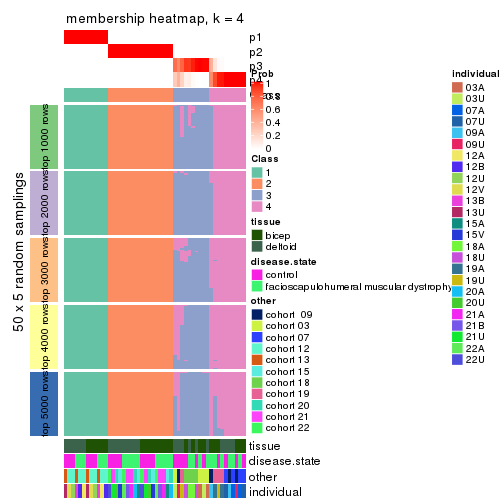 membership heatmap, k = 4
p1
p2
p3
p4
50 x 5 random samplings
top 1000 rows
top 2000 rows
top 3000 rows
top 4000 rows
top 5000 rows
tissue
disease.state
other
individual
Prob
1
0.8
0.6
0.4
0.2
0
Class
1
2
3
4
tissue
bicep
deltoid
disease.state
control
facioscapulohumeral muscular dystrophy
other
cohort 09
cohort 03
cohort 07
cohort 12
cohort 13
cohort 15
cohort 18
cohort 19
cohort 20
cohort 21
cohort 22
individual
03A
03U
07A
07U
09A
09U
12A
12B
12U
12V
13B
13U
15A
15V
18A
18U
19A
19U
20A
20U
21A
21B
21U
22A
22U